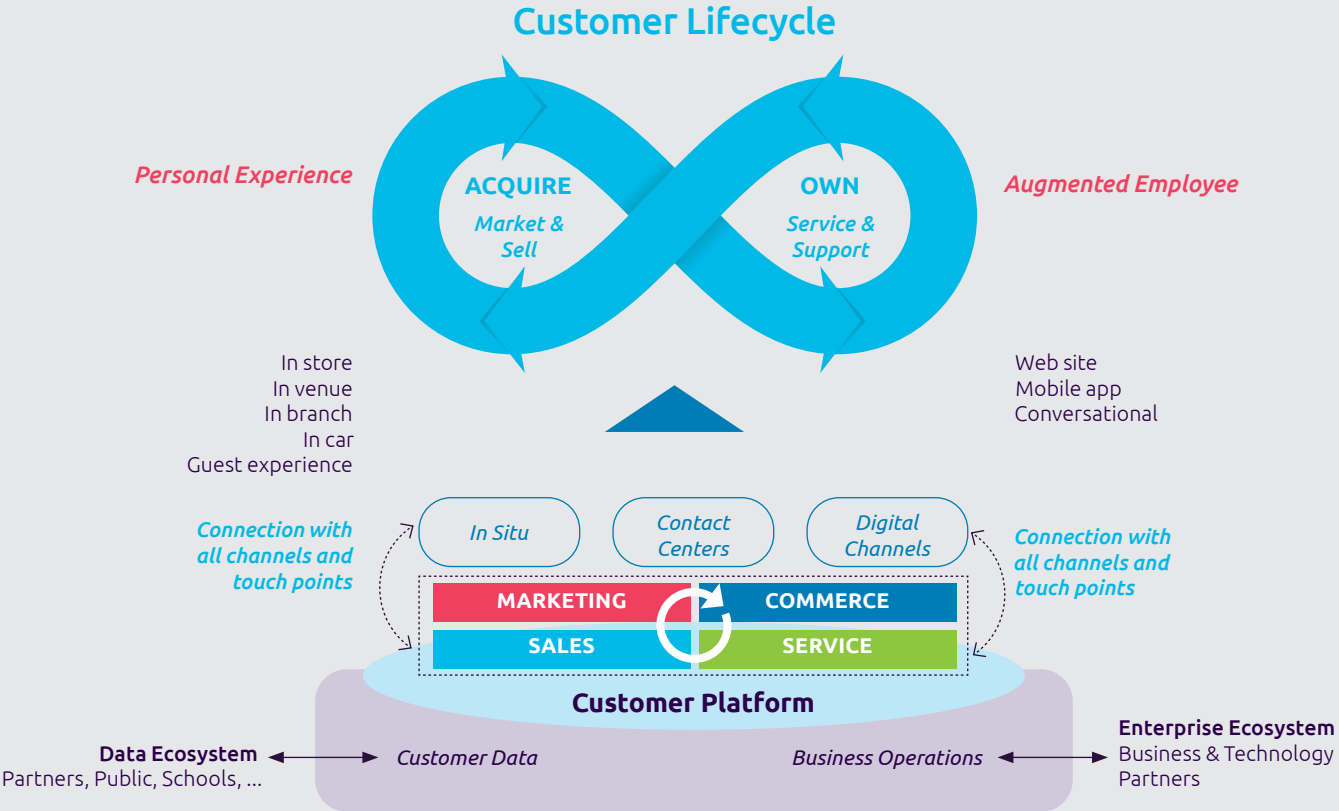 Customer Lifecycle
Personal Experience
ACQUIRE
Market &
Sell
OWN
Service &
Support
Augmented Employee
In store
In venue
In branch
In car
Guest experience
Web site
Mobile app
Conversational
Connection with
all channels and
touch points
In Situ
Contact
Centers
Digital
Channels
Connection with
all channels and
touch points
MARKETING
COMMERCE
SALES
SERVICE
Customer Platform
Data Ecosystem
Partners, Public, Schools, ...
Customer Data
Business Operations
Enterprise Ecosystem
Business & Technology
Partners